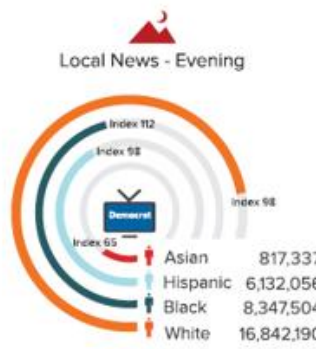 Local News - Evening
Index 112
Index 98
Index 98
Democrat
Index 65
Asian 817,337
Hispanic 6,132,056
Black 8,347,504
White 16,842,190